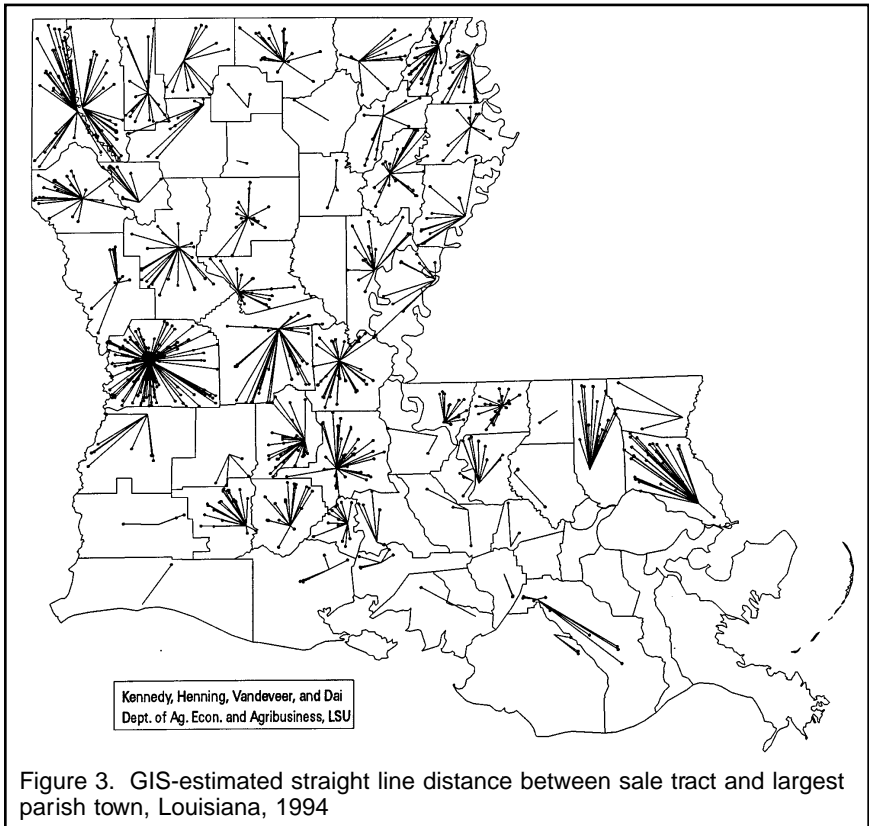 Kennedy, Henning, Vandeveer, and Dai
Dept. of Ag. Econ. and Agribusiness, LSU
Figure 3. GIS-estimated straight line distance between sale tract and largest
parish town, Louisiana, 1994